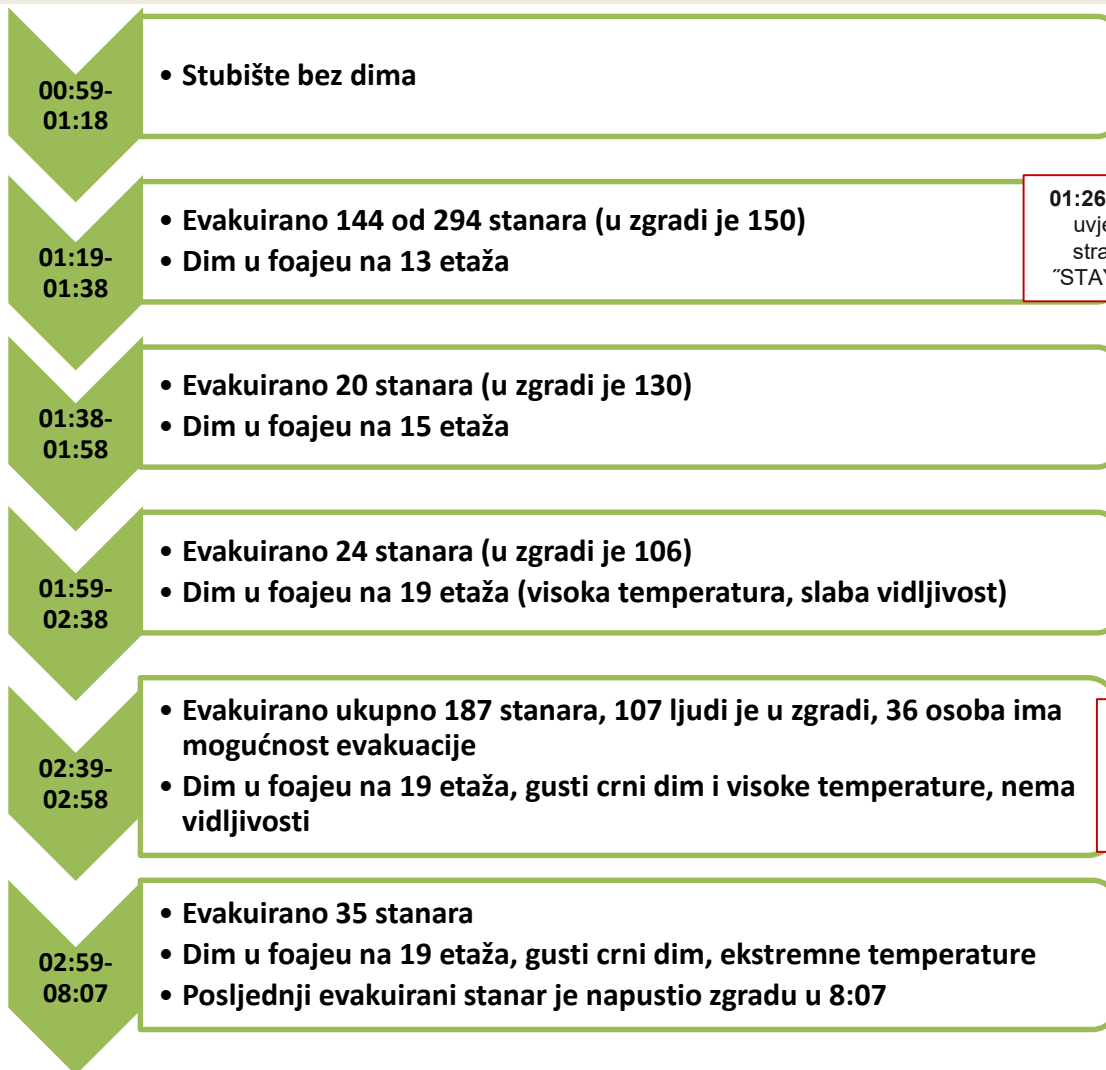 00:59-
01:18
• Stubište bez dima
01:19-
01:38
• Evakuirano 144 od 294 stanara (u zgradi je 150)
• Dim u foajeu na 13 etaža
01:26
uvje
stra
˝STAY
01:38-
01:58
• Evakuirano 20 stanara (u zgradi je 130)
• Dim u foajeu na 15 etaža
01:59-
02:38
• Evakuirano 24 stanara (u zgradi je 106)
• Dim u foajeu na 19 etaža (visoka temperatura, slaba vidljivost)
02:39-
02:58
• Evakuirano ukupno 187 stanara, 107 ljudi je u zgradi, 36 osoba ima
mogućnost evakuacije
• Dim u foajeu na 19 etaža, gusti crni dim i visoke temperature, nema
vidljivosti
02:59-
08:07
• Evakuirano 35 stanara
• Dim u foajeu na 19 etaža, gusti crni dim, ekstremne temperature
• Posljednji evakuirani stanar je napustio zgradu u 8:07